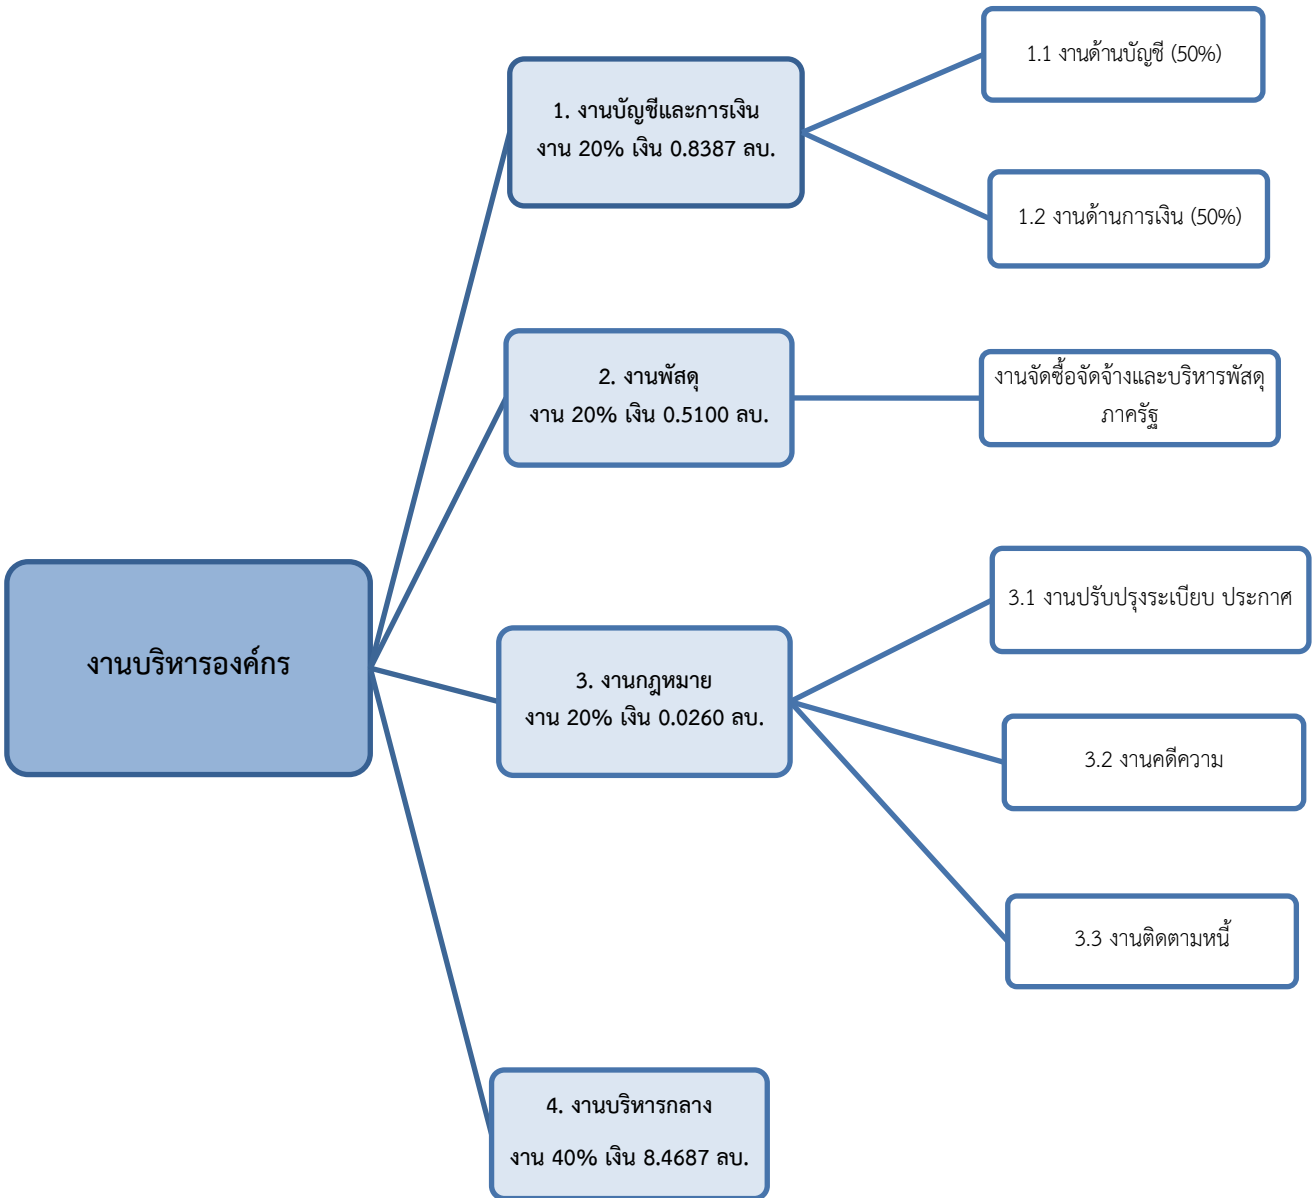 งานบริหารองค์กร
1. งานบัญชีและการเงิน
งาน 20% เงิน 0.8387 ลบ.
1.1 งานด้านบัญชี (50%)
1.2 งานด้านการเงิน (50%)
2. งานพัสดุ
งาน 20% เงิน 0.5100 ลบ.
งานจัดซื้อจัดจ้างและบริหารพัสดุ
ภาครัฐ
3. งานกฎหมาย
งาน 20% เงิน 0.0260 ลบ.
3.1 งานปรับปรุงระเบียบ ประกาศ
3.2 งานคดีความ
3.3 งานติดตามหนี้
4. งานบริหารกลาง
งาน 40% เงิน 8.4687 ลบ.